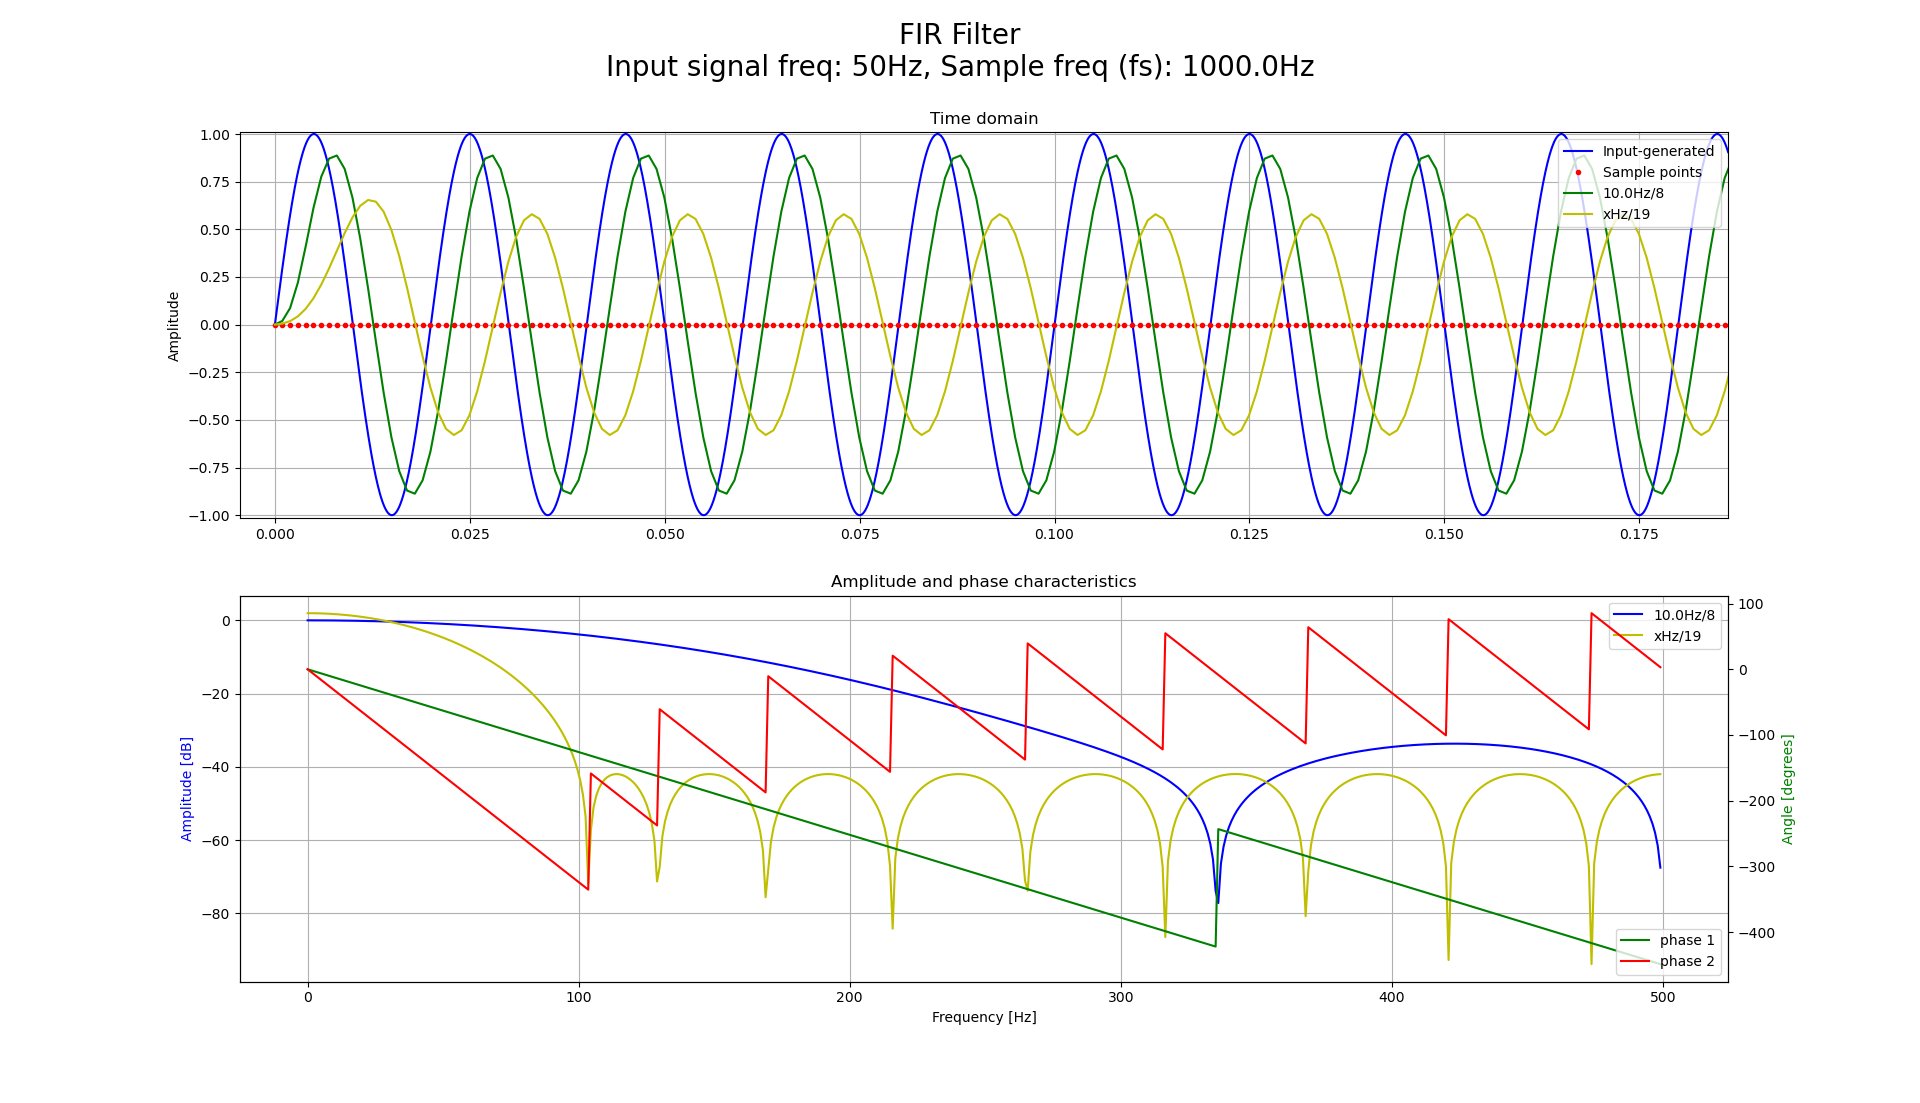 FIR Filter
Input signal freq: 50Hz, Sample freq (fs): 1000.0Hz
Time domain
Amplitude
1.00
0.75
0.50
0.25
0.00
−0.25
−0.50
−0.75
−1.00
Input-generated
Sample points
10.0Hz/8
xHz/19
0.000 0.025 0.050 0.075 0.100 0.125 0.150 0.175
Amplitude and phase characteristics
Amplitude [dB]
0
−20
−40
−60
−80
10.0Hz/8
xHz/19
100
0
−100
−200
−300
−400
Angle [degrees]
phase 1
phase 2
0 100 200 300 400 500
Frequency [Hz]